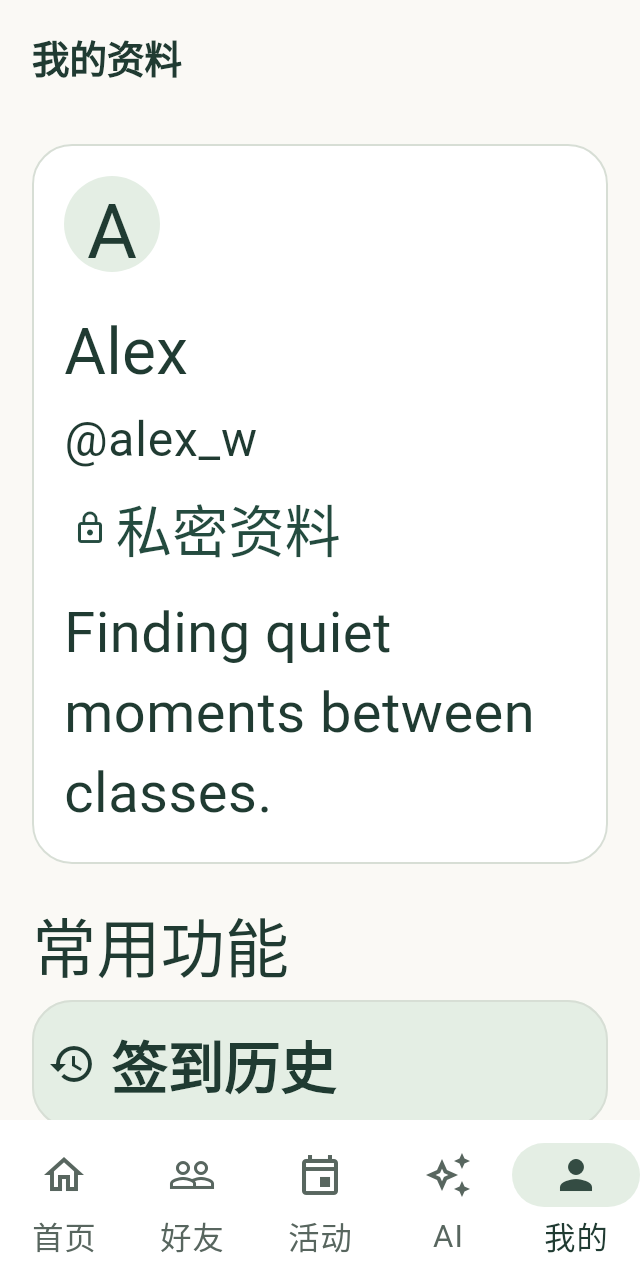 我的资料
A
Alex
@alex_w
私密资料
Finding quiet
moments between
classes.
常用功能
签到历史
首页
好友
活动
AI
我的